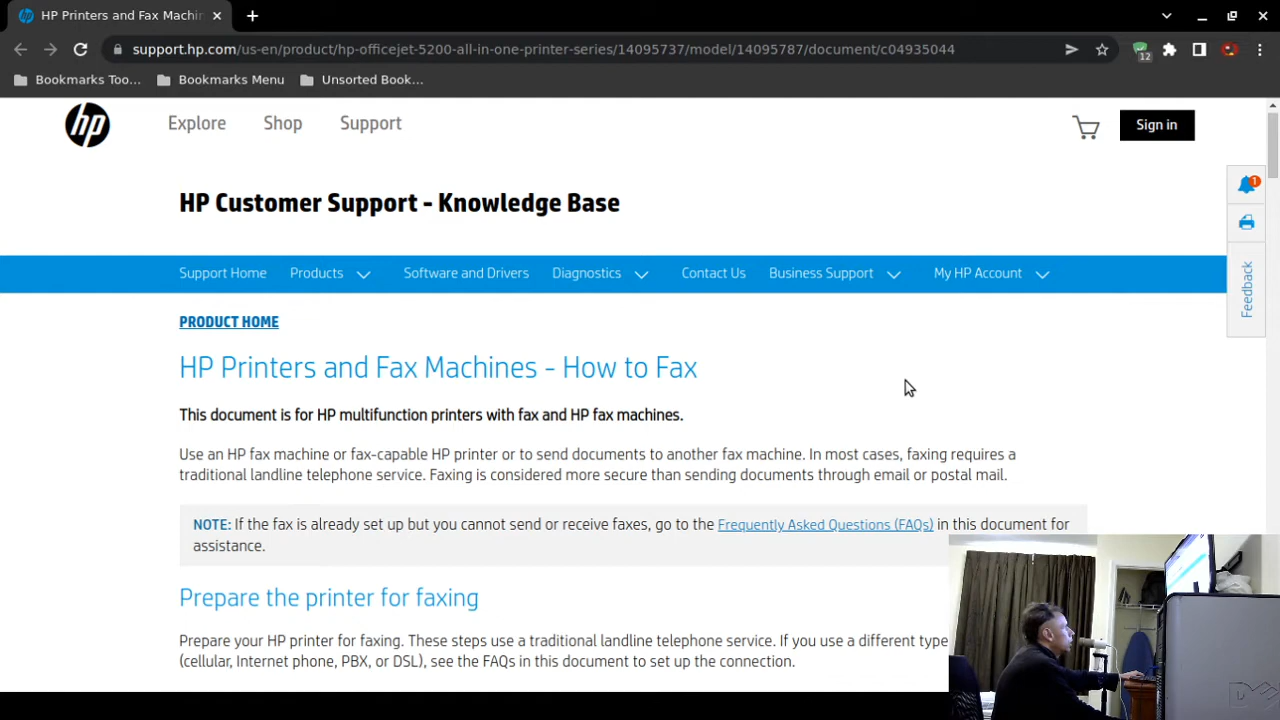 HP Printers and Fax Machin
support.hp.com/us-en/product/hp-officejet-5200-all-in-one-printer-series/14095737/model/14095787/document/c04935044
12
Bookmarks Too...
Bookmarks Menu
Unsorted Book...
hp
Explore
Shop
Support
Sign in
1
HP Customer Support - Knowledge Base
Feedback
Support Home
Products
Software and Drivers
Diagnostics
Contact Us
Business Support
My HP Account
PRODUCT HOME
HP Printers and Fax Machines - How to Fax
This document is for HP multifunction printers with fax and HP fax machines.
Use an HP fax machine or fax-capable HP printer or to send documents to another fax machine. In most cases, faxing requires a
traditional landline telephone service. Faxing is considered more secure than sending documents through email or postal mail.
NOTE: If the fax is already set up but you cannot send or receive faxes, go to the Frequently Asked Questions (FAQs) in this document for
assistance.
Prepare the printer for faxing
Prepare your HP printer for faxing. These steps use a traditional landline telephone service. If you use a different type
(cellular, Internet phone, PBX, or DSL), see the FAQs in this document to set up the connection.